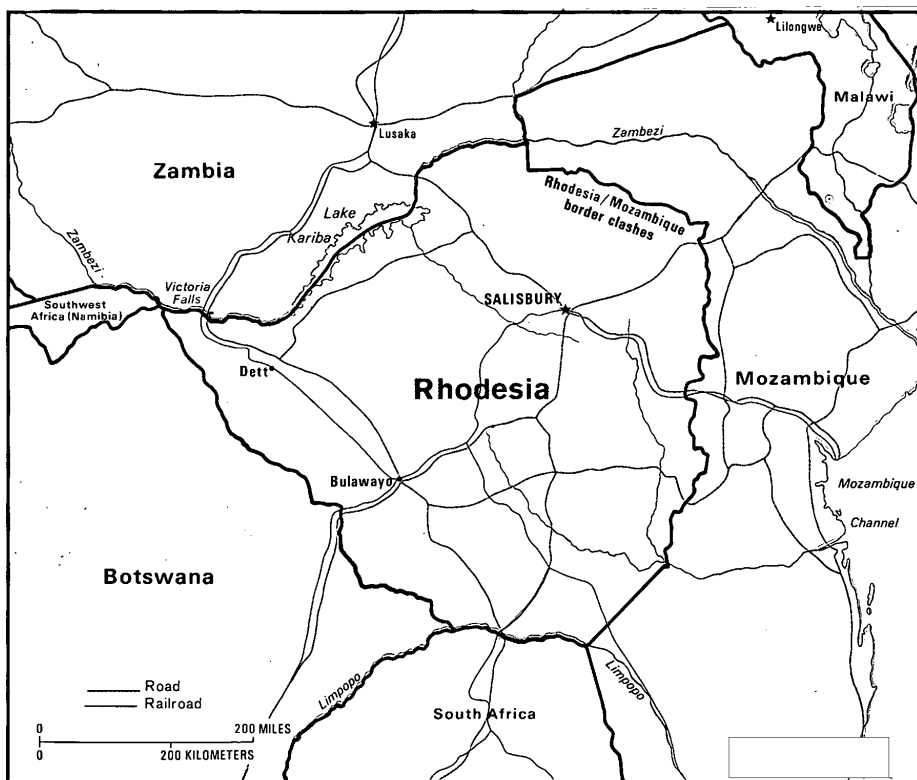 Lilongwe
Malawi
Lusaka
Zambezi
Zambia
Rhodesia/Mozambique
border clashes
Lake
Kariba
Zambezi
Victoria
Falls
SALISBURY
Southwest
Africa (Namibia)
Dett
Rhodesia
Mozambique
Bulawayo
Mozambique
Channel
Botswana
Limpopo
Limpopo
South Africa
Road
Railroad
0 200 MILES
0 200 KILOMETERS